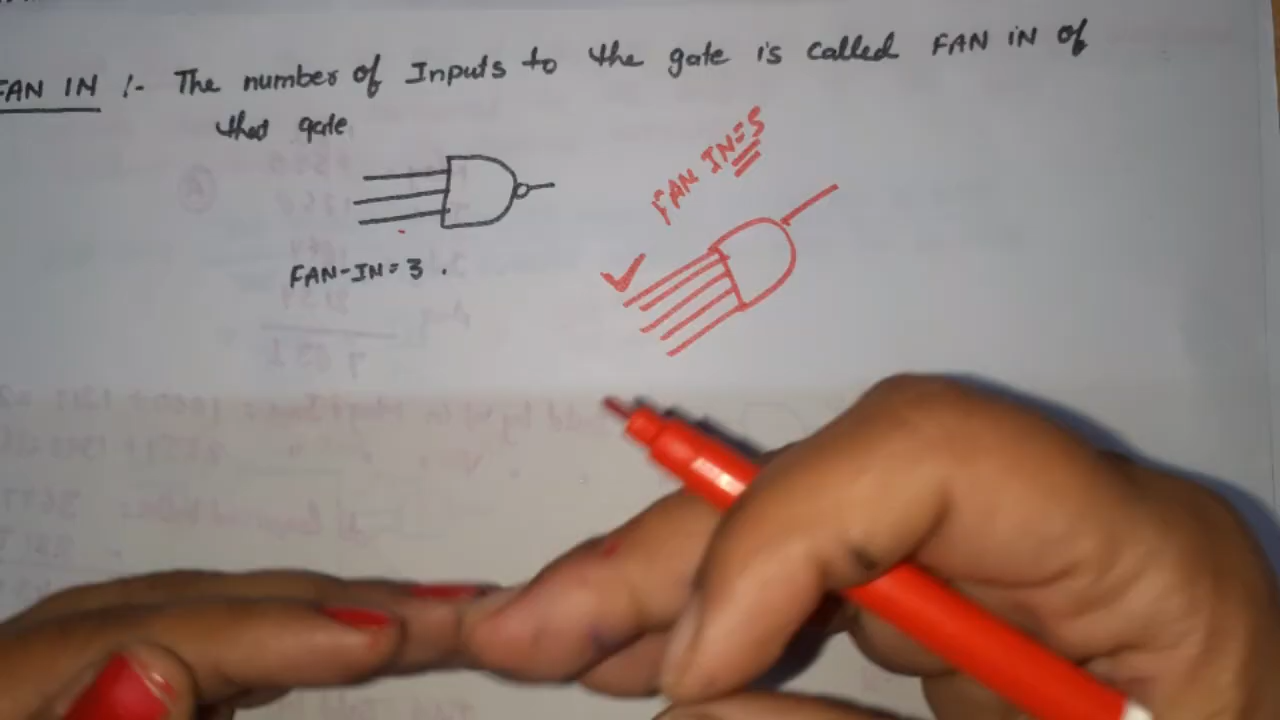 FAN IN :- The number of Inputs to the gate is called FAN IN of
that gate
FAN IN=5
FAN-IN=3 .